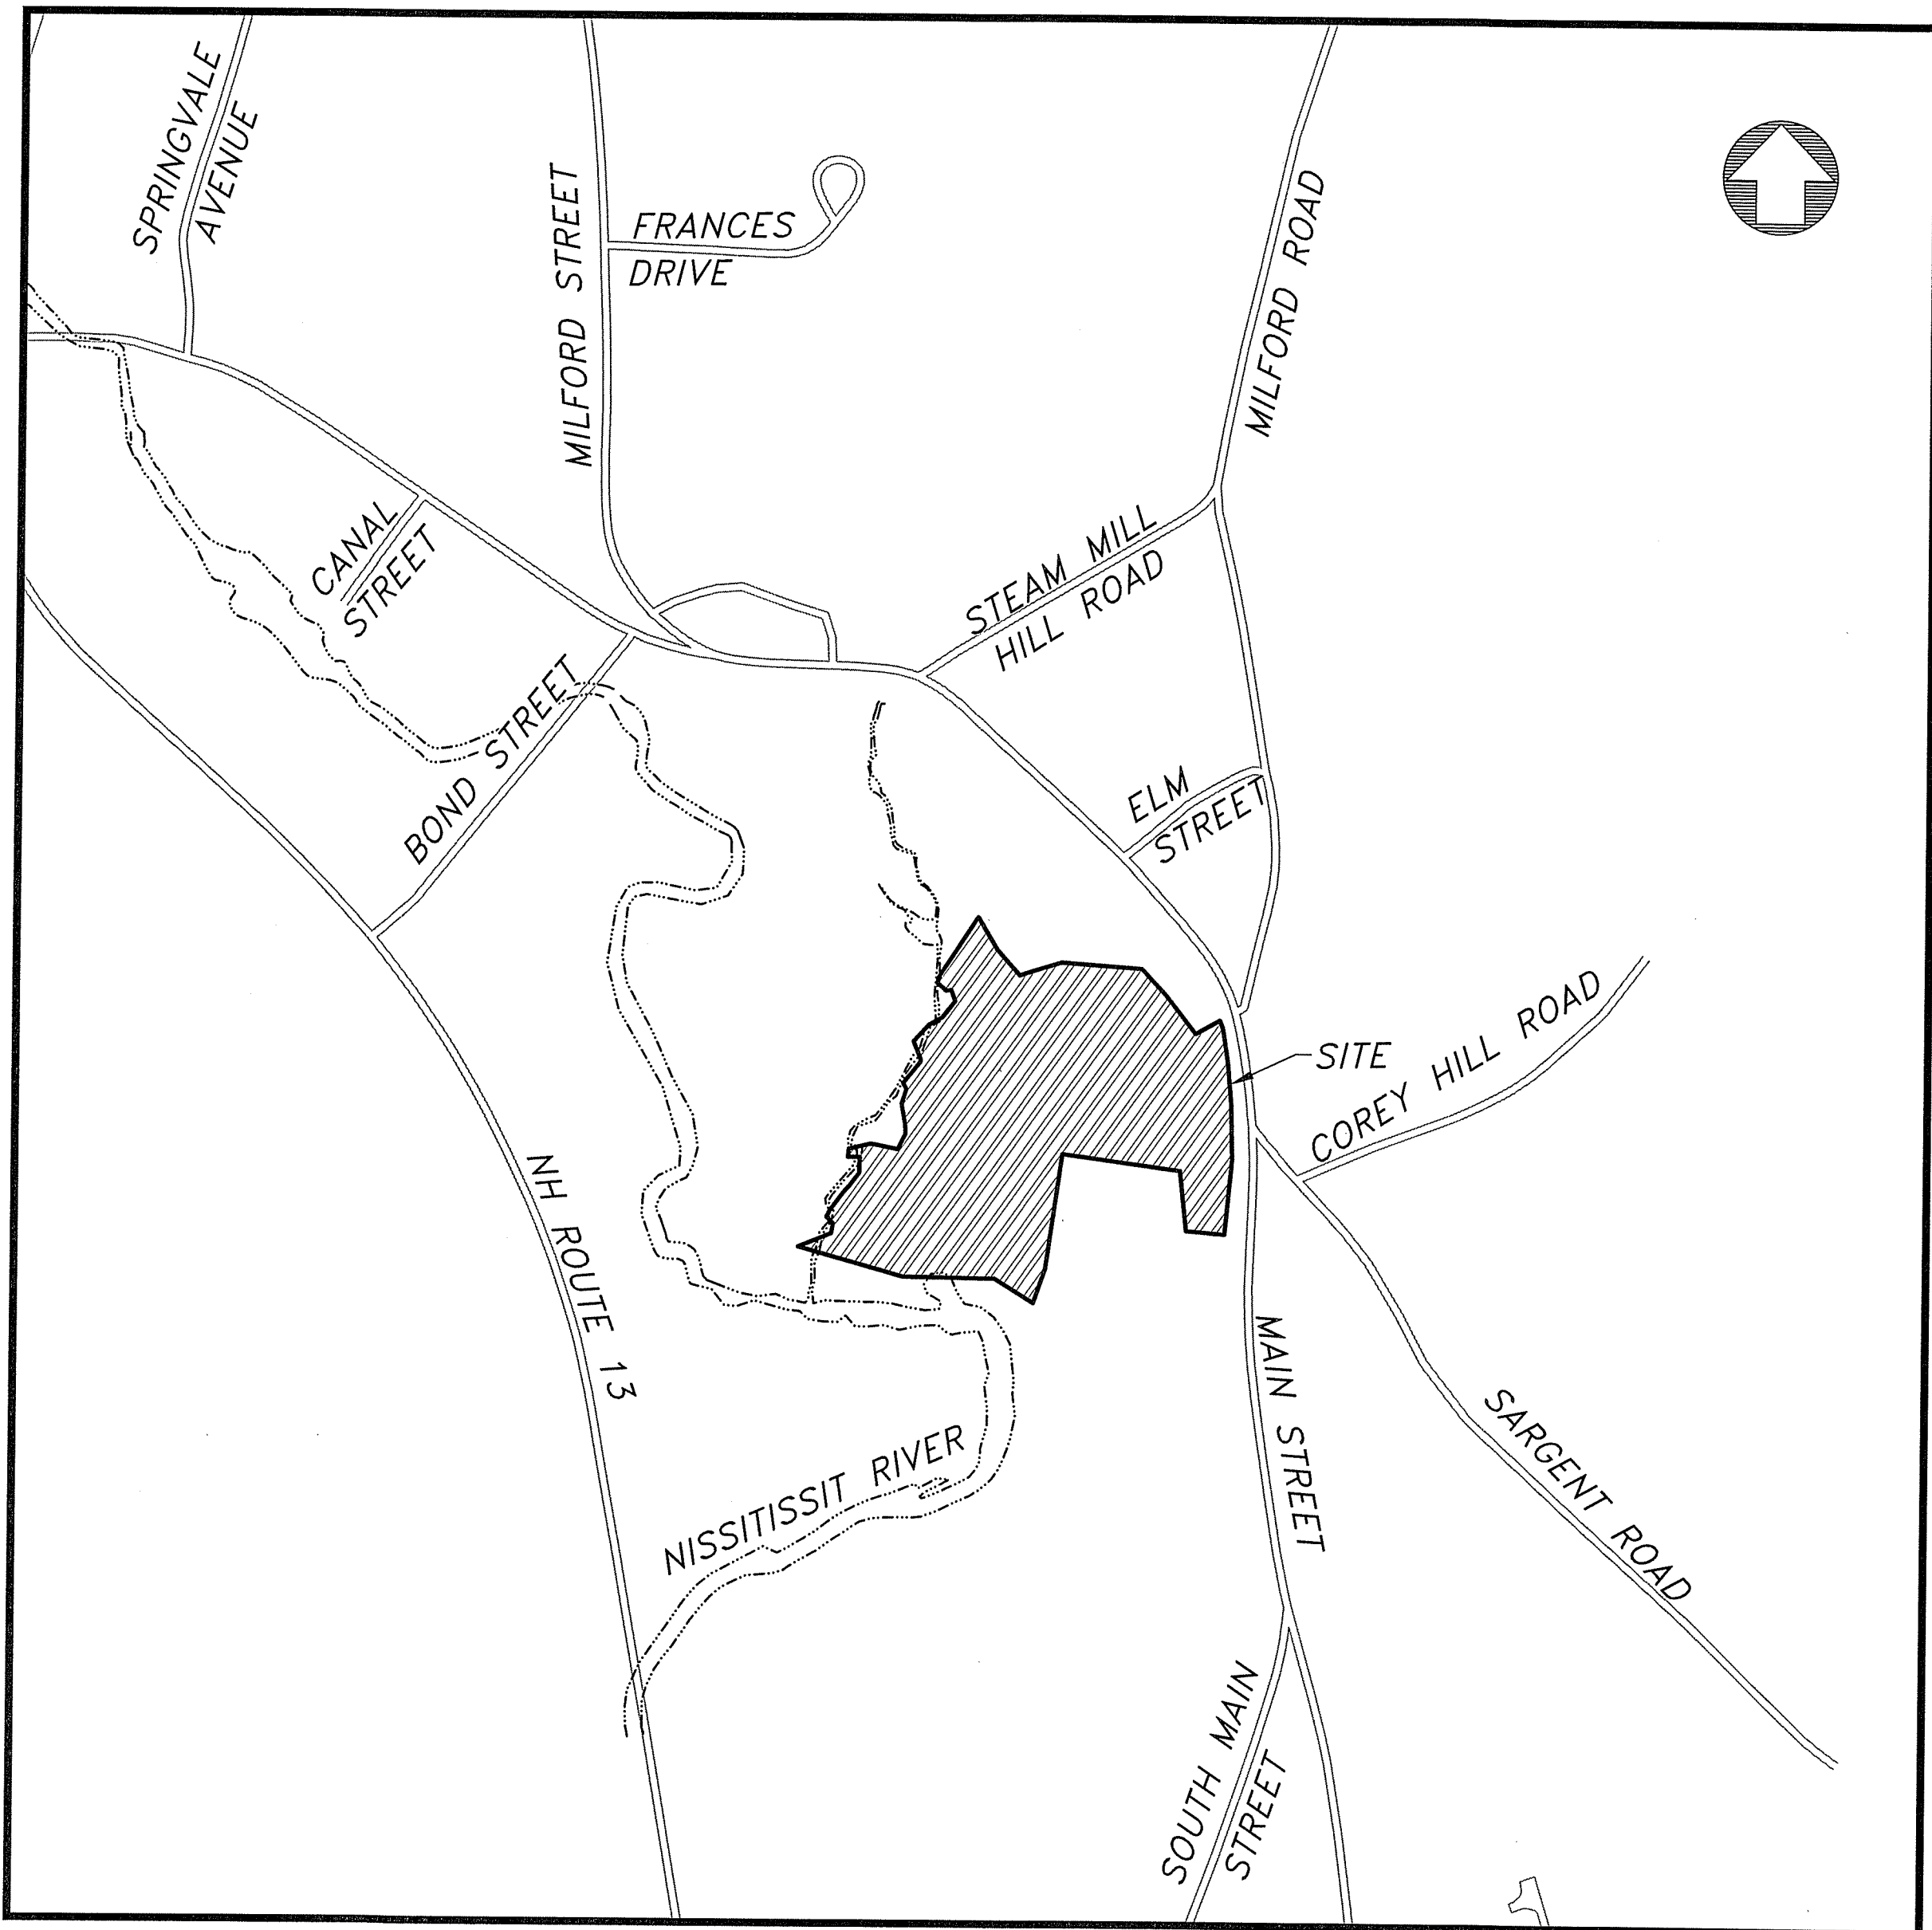 SPRINGVALE
AVENUE
MILFORD STREET
FRANCES
DRIVE
MILFORD ROAD
CANAL
STREET
STEAM MILL
HILL ROAD
BOND STREET
ELM
STREET
SITE
COREY HILL ROAD
NH ROUTE 13
MAIN STREET
NISSITISSIT RIVER
SARGENT ROAD
SOUTH MAIN
STREET